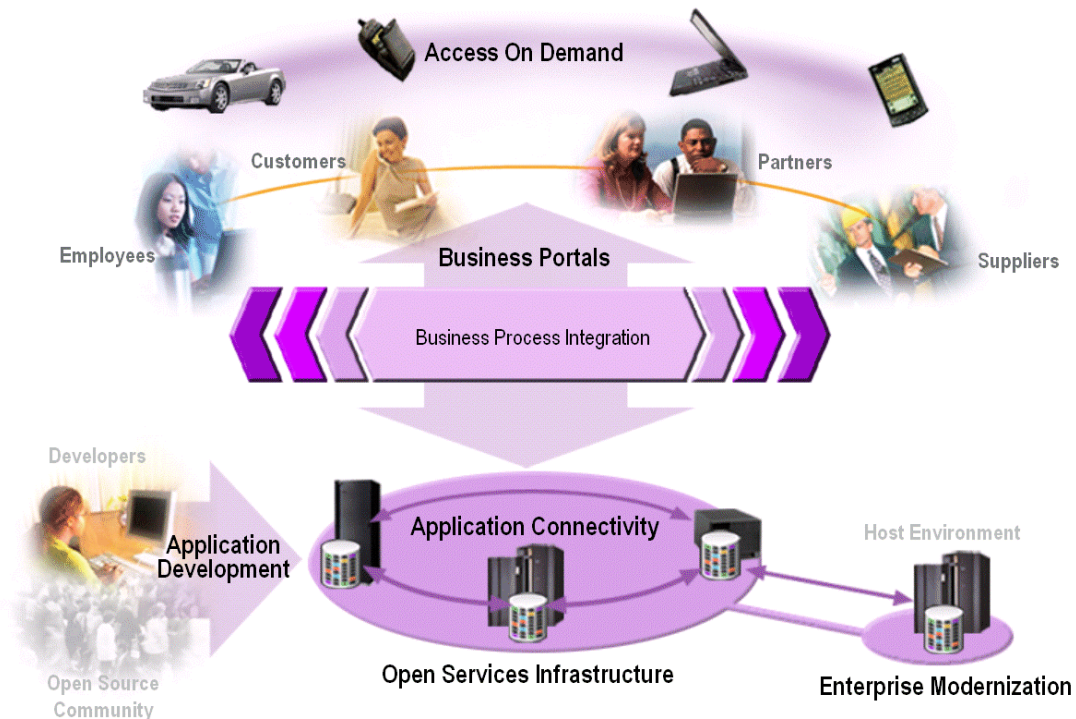 Access On Demand
Customers
Partners
Employees
Business Portals
Suppliers
Business Process Integration
Developers
Application Connectivity
Host Environment
Application
Development
Open Services Infrastructure
Open Source
Community
Enterprise Modernization